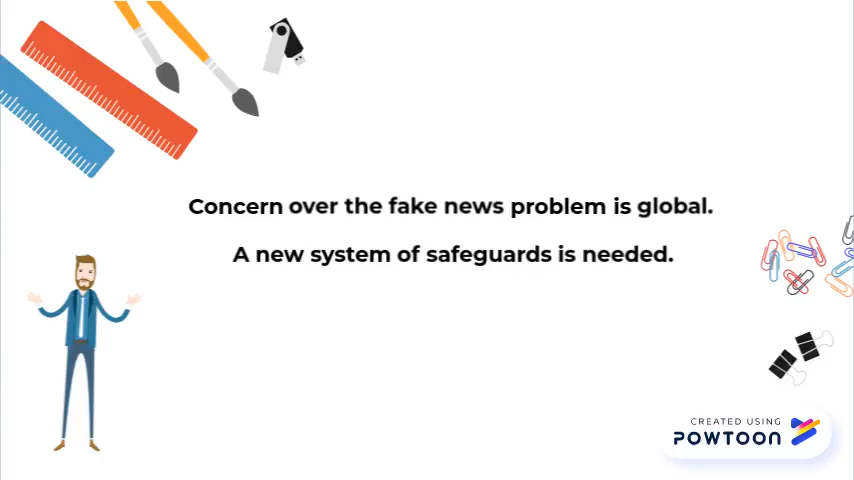 Concern over the fake news problem is global.
A new system of safeguards is needed.
CREATED USING
POWTOON